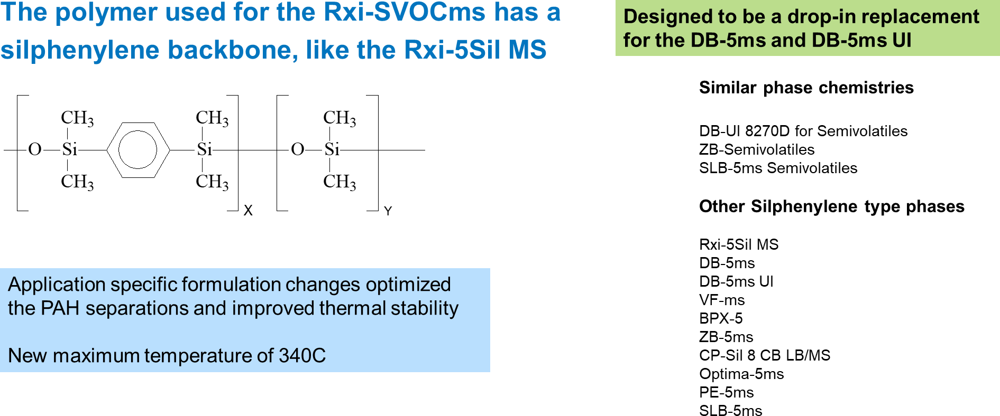 The polymer used for the Rxi-SVOCms has a
silphenylene backbone, like the Rxi-5Sil MS
CH3 CH3 CH3
O Si Si O Si
CH3 CH3 CH3
X Y
Application specific formulation changes optimized
the PAH separations and improved thermal stability
New maximum temperature of 340C
Designed to be a drop-in replacement
for the DB-5ms and DB-5ms UI
Similar phase chemistries
DB-UI 8270D for Semivolatiles
ZB-Semivolatiles
SLB-5ms Semivolatiles
Other Silphenylene type phases
Rxi-5Sil MS
DB-5ms
DB-5ms UI
VF-ms
BPX-5
ZB-5ms
CP-Sil 8 CB LB/MS
Optima-5ms
PE-5ms
SLB-5ms